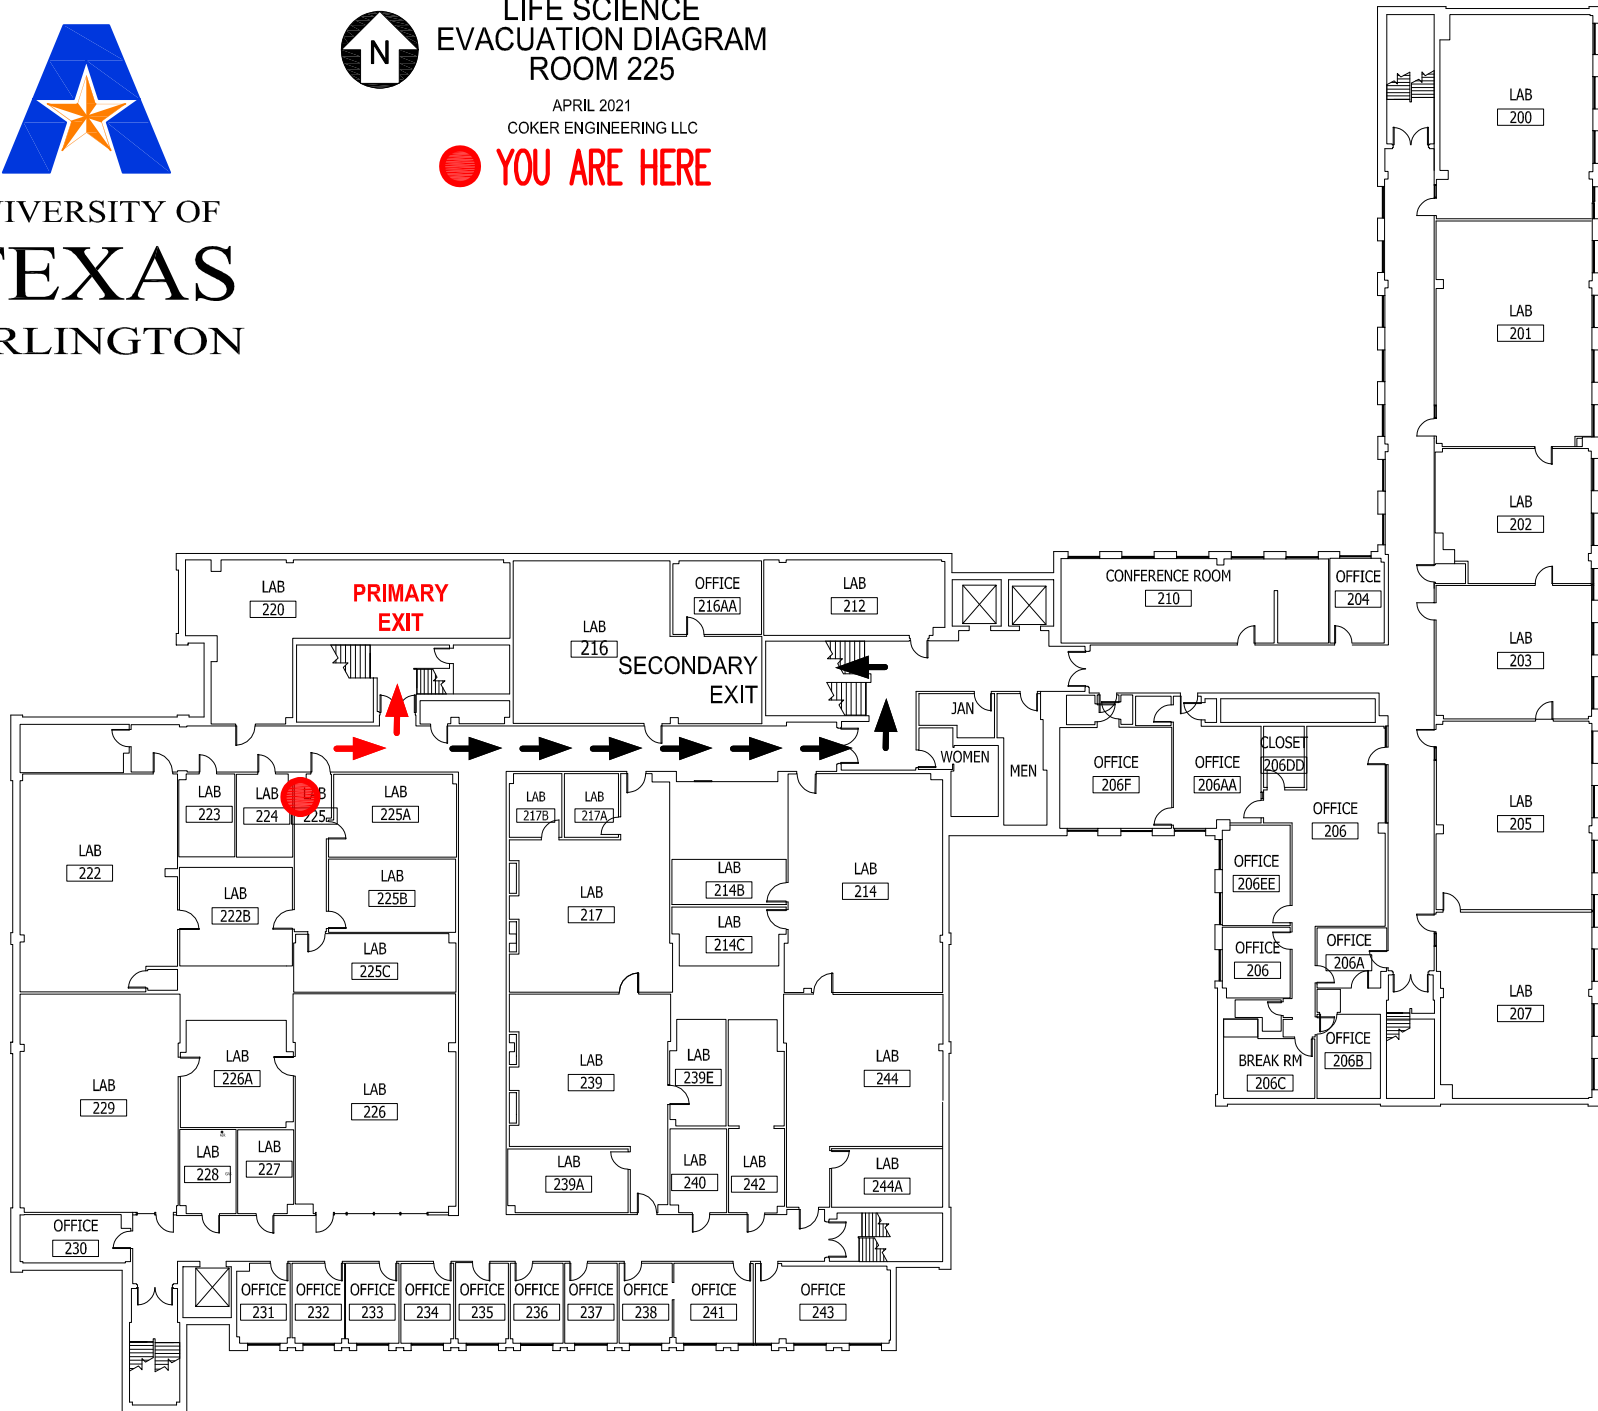 LIFE SCIENCE
EVACUATION DIAGRAM
ROOM 225
N
APRIL 2021
COKER ENGINEERING LLC
YOU ARE HERE
A
IVERSITY OF
TEXAS
RLINGTON
LAB
200
LAB
201
LAB
202
LAB
203
LAB
205
LAB
207
CONFERENCE ROOM
210
OFFICE
204
LAB
220
PRIMARY
EXIT
LAB
216
OFFICE
216AA
LAB
212
SECONDARY
EXIT
JAN
WOMEN
MEN
OFFICE
206F
OFFICE
206AA
CLOSET
206DD
OFFICE
206
OFFICE
206EE
OFFICE
206
OFFICE
206A
OFFICE
206B
BREAK RM
206C
LAB
222
LAB
223
LAB
224
LAB
225
LAB
225A
LAB
225B
LAB
222B
LAB
225C
LAB
217B
LAB
217A
LAB
217
LAB
214B
LAB
214C
LAB
214
LAB
229
LAB
226A
LAB
226
LAB
228
LAB
227
LAB
239
LAB
239E
LAB
244
LAB
239A
LAB
240
LAB
242
LAB
244A
OFFICE
230
OFFICE
231
OFFICE
232
OFFICE
233
OFFICE
234
OFFICE
235
OFFICE
236
OFFICE
237
OFFICE
238
OFFICE
241
OFFICE
243